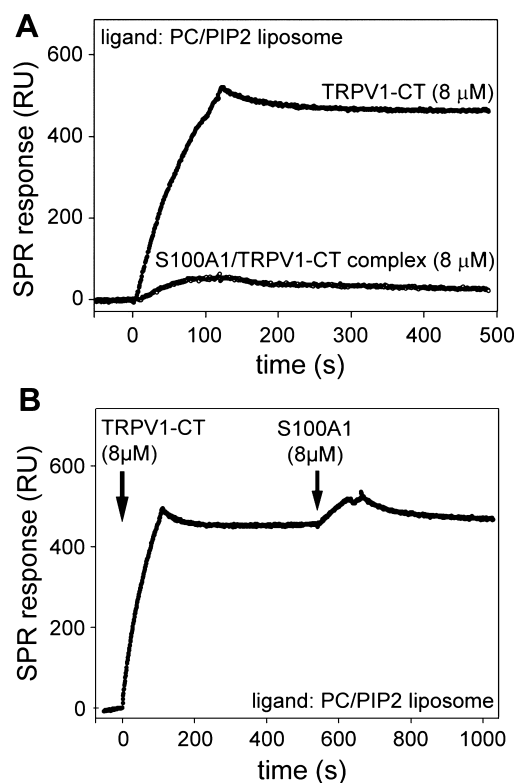 A
ligand: PC/PIP2 liposome
TRPV1-CT (8 μM)
S100A1/TRPV1-CT complex (8 μM)
SPR response (RU)
600
400
200
0
0 100 200 300 400 500
time (s)
B
TRPV1-CT
(8μM)
S100A1
(8μM)
SPR response (RU)
600
400
200
0
ligand: PC/PIP2 liposome
0 200 400 600 800 1000
time (s)